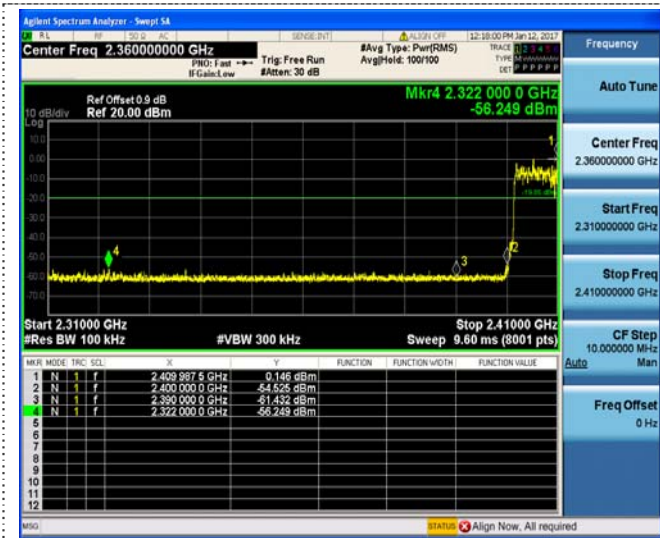 Agilent Spectrum Analyzer - Swept SA
RL RF 50 Ω AC SENSE:INT ALIGN OFF 12:18:00 PM Jan 12, 2017
Center Freq 2.360000000 GHz #Avg Type: Pwr(RMS) TRACE 1 2 3 4 5 6
PNO: Fast Trig: Free Run Avg|Hold: 100/100 TYPE
IFGain:Low #Atten: 30 dB DET P P P P P P
Mkr4 2.322 000 0 GHz
-56.249 dBm
Ref Offset 0.9 dB
10 dB/div Ref 20.00 dBm
Log
10.0
0.00
-10.0
-20.0
-30.0
-40.0
-50.0
-60.0
-70.0
1
2
3
4
Start 2.31000 GHz Stop 2.41000 GHz
#Res BW 100 kHz #VBW 300 kHz Sweep 9.60 ms (8001 pts)
MKR MODE TRC SCL X Y FUNCTION FUNCTION WIDTH FUNCTION VALUE
1 N 1 f 2.409 987 5 GHz 0.146 dBm
2 N 1 f 2.400 000 0 GHz -54.525 dBm
3 N 1 f 2.390 000 0 GHz -61.432 dBm
4 N 1 f 2.322 000 0 GHz -56.249 dBm
5
6
7
8
9
10
11
12
MSG STATUS Align Now, All required
Frequency
Auto Tune
Center Freq
2.360000000 GHz
Start Freq
2.310000000 GHz
Stop Freq
2.410000000 GHz
CF Step
10.000000 MHz
Auto Man
Freq Offset
0 Hz